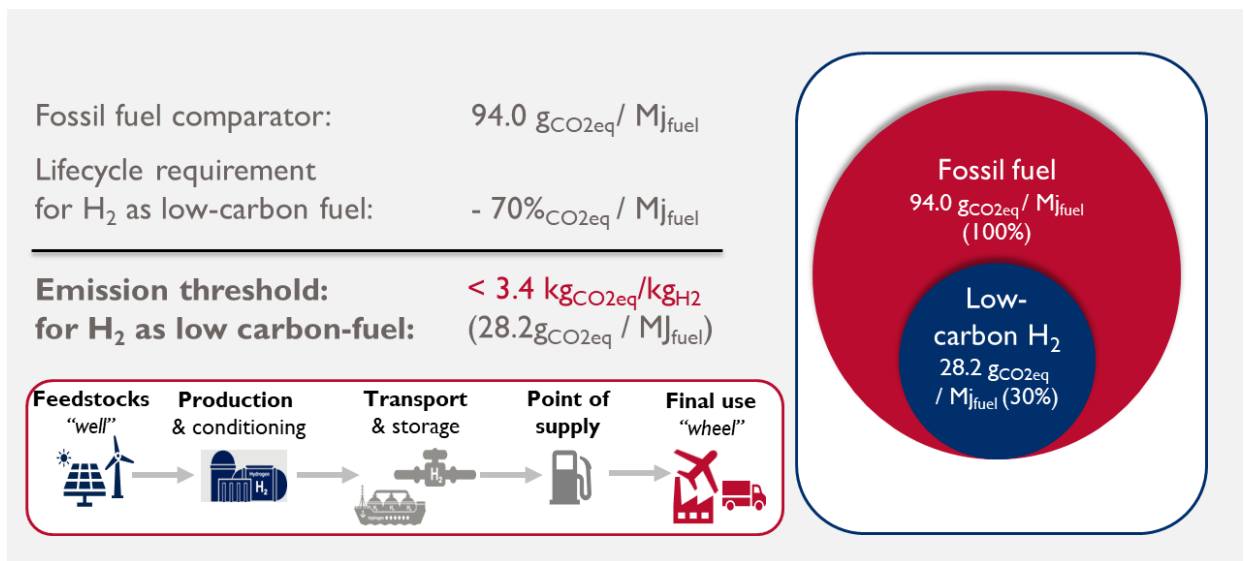 Fossil fuel comparator: 94.0 gCO2eq/ Mjfuel
Lifecycle requirement
for H2 as low-carbon fuel: - 70%CO2eq / Mjfuel
Emission threshold: < 3.4 kgCO2eq/kgH2
for H2 as low carbon-fuel: (28.2gCO2eq / MJfuel)
Feedstocks
"well"
Production
& conditioning
Hydrogen
H2
Transport
& storage
H2
Point of
supply
Final use
"wheel"
Fossil fuel
94.0 gCO2eq / Mjfuel
(100%)
Low-
carbon H2
28.2 gCO2eq
/ Mjfuel (30%)